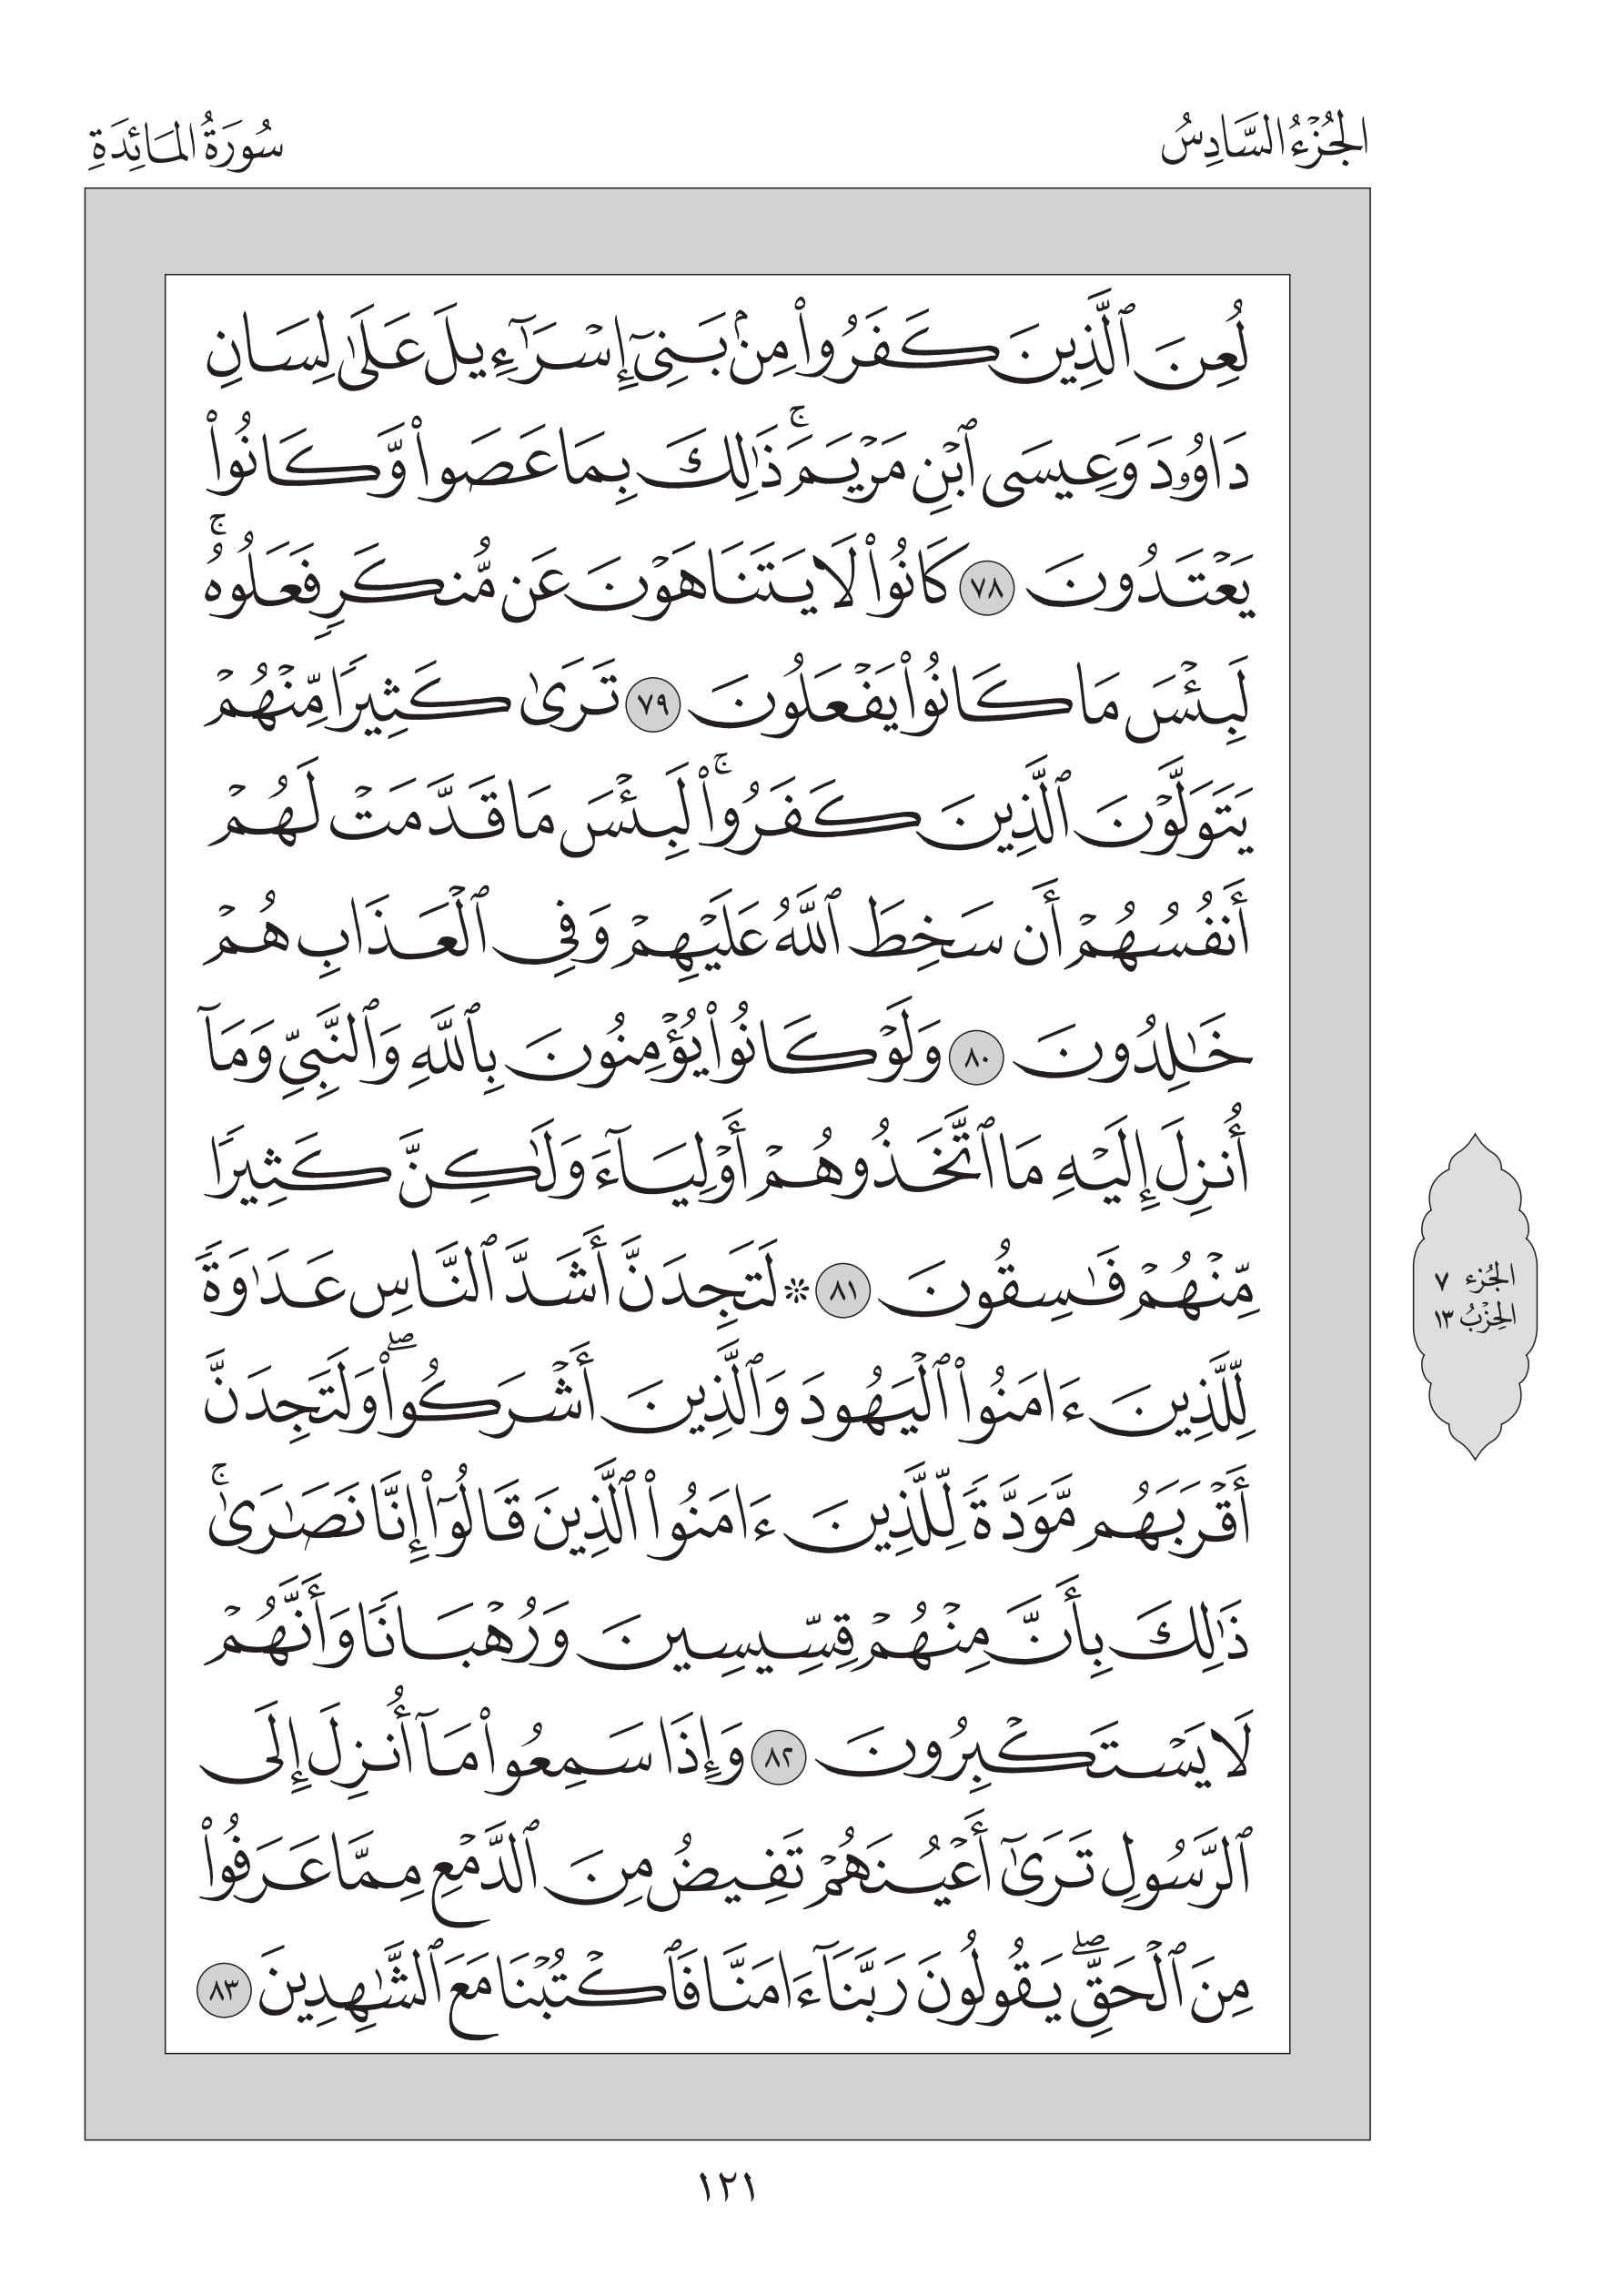 الجُزْءُ السَّادِسُ
سُورَةُ المَائِدَةِ
لُعِنَ ٱلَّذِينَ كَفَرُوا۟ مِنۢ بَنِىٓ إِسْرَٰٓءِيلَ عَلَىٰ لِسَانِ
دَاوُۥدَ وَعِيسَى ٱبْنِ مَرْيَمَ ۚ ذَٰلِكَ بِمَا عَصَوا۟ وَّكَانُوا۟
يَعْتَدُونَ ٧٨ كَانُوا۟ لَا يَتَنَاهَوْنَ عَن مُّنكَرٍ فَعَلُوهُ ۚ
لَبِئْسَ مَا كَانُوا۟ يَفْعَلُونَ ٧٩ تَرَىٰ كَثِيرًا مِّنْهُمْ
يَتَوَلَّوْنَ ٱلَّذِينَ كَفَرُوا۟ ۚ لَبِئْسَ مَا قَدَّمَتْ لَهُمْ
أَنفُسُهُمْ أَن سَخِطَ ٱللَّهُ عَلَيْهِمْ وَفِى ٱلْعَذَابِ هُمْ
خَٰلِدُونَ ٨٠ وَلَوْ كَانُوا۟ يُؤْمِنُونَ بِٱللَّهِ وَٱلنَّبِىِّ وَمَآ
أُنزِلَ إِلَيْهِ مَا ٱتَّخَذُوهُمْ أَوْلِيَآءَ وَلَٰكِنَّ كَثِيرًا
مِّنْهُمْ فَٰسِقُونَ ٨١ ۞ لَتَجِدَنَّ أَشَدَّ ٱلنَّاسِ عَدَٰوَةً
لِّلَّذِينَ ءَامَنُوا۟ ٱلْيَهُودَ وَٱلَّذِينَ أَشْرَكُوا۟ ۖ وَلَتَجِدَنَّ
أَقْرَبَهُم مَّوَدَّةً لِّلَّذِينَ ءَامَنُوا۟ ٱلَّذِينَ قَالُوٓا۟ إِنَّا نَصَٰرَىٰ ۚ
ذَٰلِكَ بِأَنَّ مِنْهُمْ قِسِّيسِينَ وَرُهْبَانًا وَأَنَّهُمْ
لَا يَسْتَكْبِرُونَ ٨٢ وَإِذَا سَمِعُوا۟ مَآ أُنزِلَ إِلَى
ٱلرَّسُولِ تَرَىٰٓ أَعْيُنَهُمْ تَفِيضُ مِنَ ٱلدَّمْعِ مِمَّا عَرَفُوا۟
مِنَ ٱلْحَقِّ ۖ يَقُولُونَ رَبَّنَآ ءَامَنَّا فَٱكْتُبْنَا مَعَ ٱلشَّٰهِدِينَ ٨٣
الجُزء ٧
الحِزْبُ ١٣
١٢١